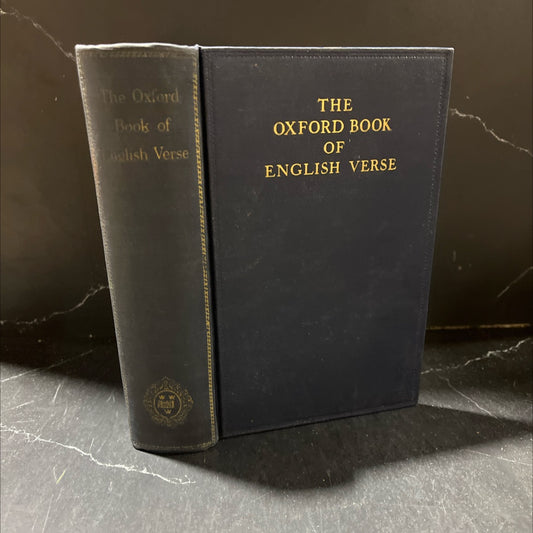 The Oxford
Book of
English Verse
THE
OXFORD BOOK
OF
ENGLISH VERSE